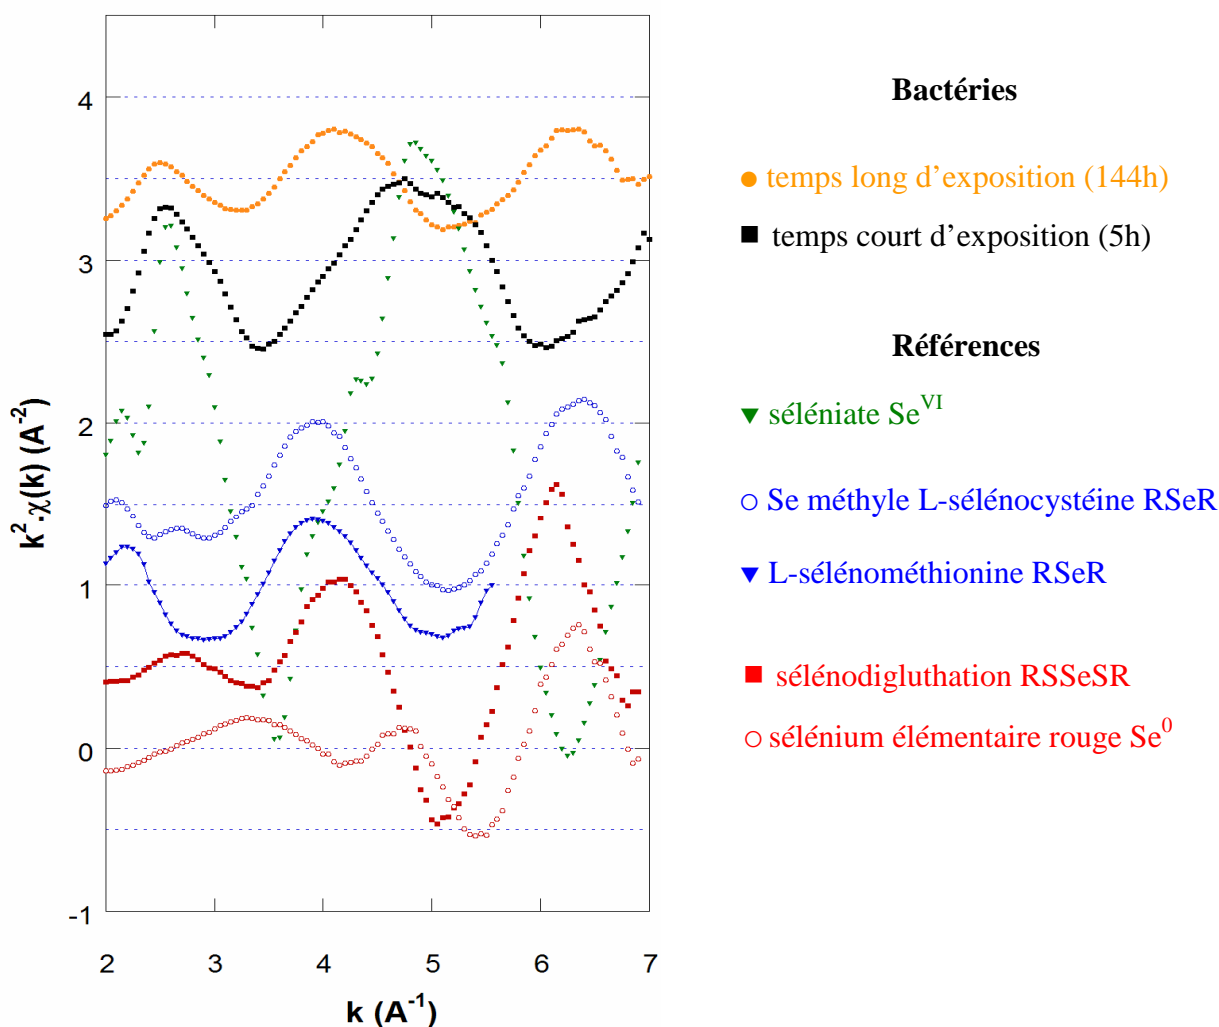 4
3
2
1
0
-1
2 3 4 5 6 7
k (A⁻¹)
k².χ(k) (A⁻²)
Bactéries
temps long d'exposition (144h)
temps court d'exposition (5h)
Références
séléniate Seⱽᴵ
Se méthyle L-sélénocystéine RSeR
L-sélénométhionine RSeR
sélénodigluthation RSSeSR
sélénium élémentaire rouge Se⁰